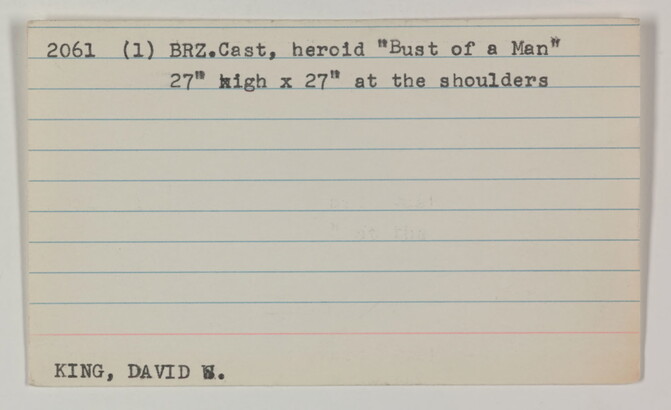 2061 (1) BRZ.Cast, heroid "Bust of a Man"
27" high x 27" at the shoulders
KING, DAVID W.